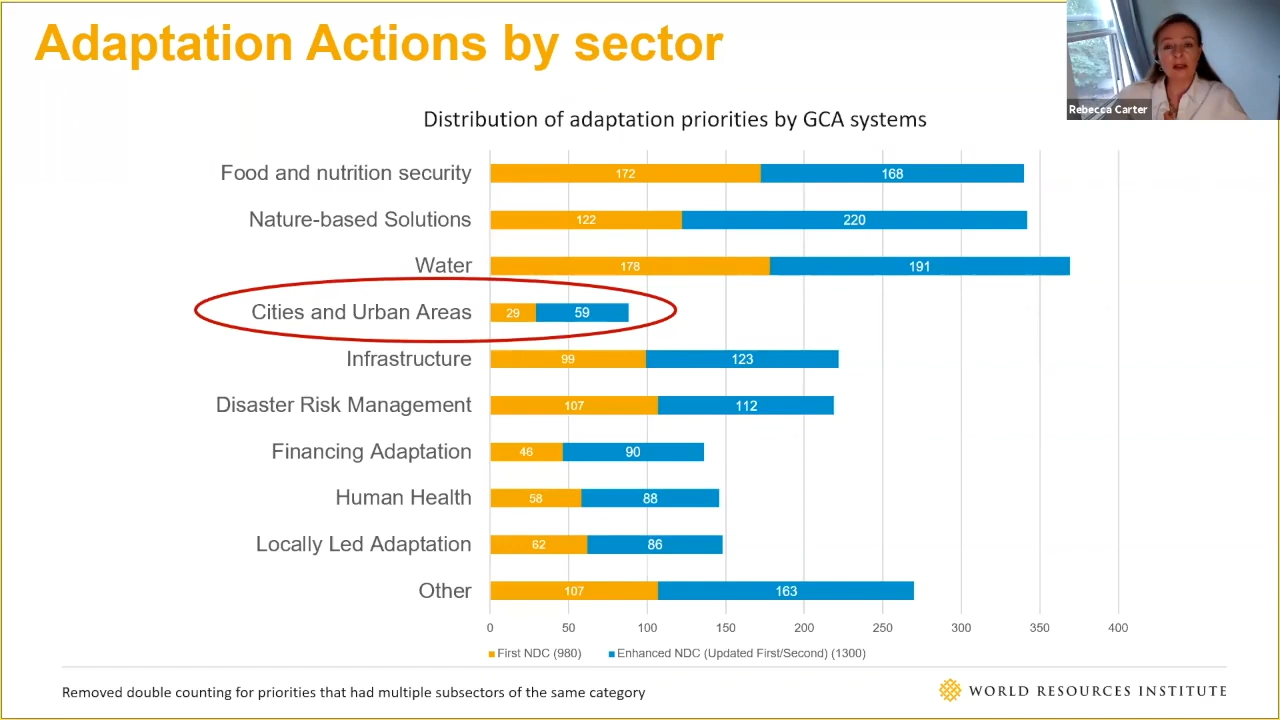 Adaptation Actions by sector
Rebecca Carter
Distribution of adaptation priorities by GCA systems
Food and nutrition security 172 168
Nature-based Solutions 122 220
Water 178 191
Cities and Urban Areas 29 59
Infrastructure 99 123
Disaster Risk Management 107 112
Financing Adaptation 46 90
Human Health 58 88
Locally Led Adaptation 62 86
Other 107 163
0 50 100 150 200 250 300 350 400
First NDC (980) Enhanced NDC (Updated First/Second) (1300)
Removed double counting for priorities that had multiple subsectors of the same category
WORLD RESOURCES INSTITUTE